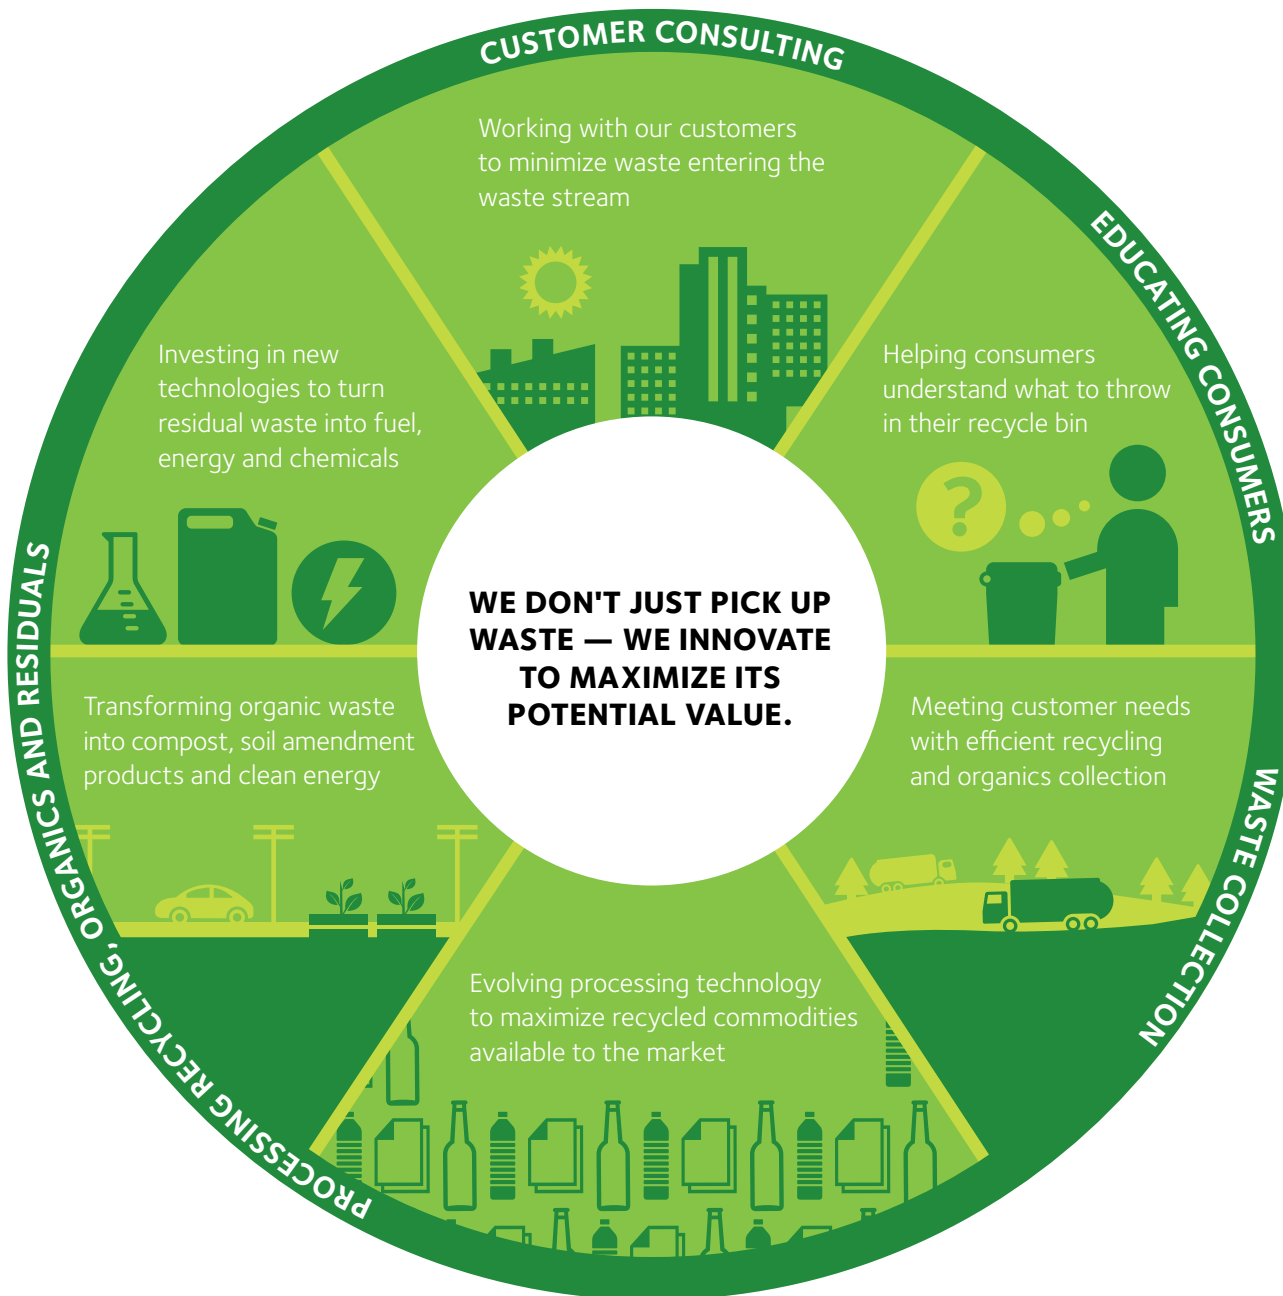 CUSTOMER CONSULTING
Working with our customers
to minimize waste entering the
waste stream
EDUCATING CONSUMERS
Helping consumers
understand what to throw
in their recycle bin
?
WASTE COLLECTION
Meeting customer needs
with efficient recycling
and organics collection
PROCESSING RECYCLING, ORGANICS AND RESIDUALS
Evolving processing technology
to maximize recycled commodities
available to the market
Transforming organic waste
into compost, soil amendment
products and clean energy
Investing in new
technologies to turn
residual waste into fuel,
energy and chemicals
WE DON'T JUST PICK UP
WASTE — WE INNOVATE
TO MAXIMIZE ITS
POTENTIAL VALUE.